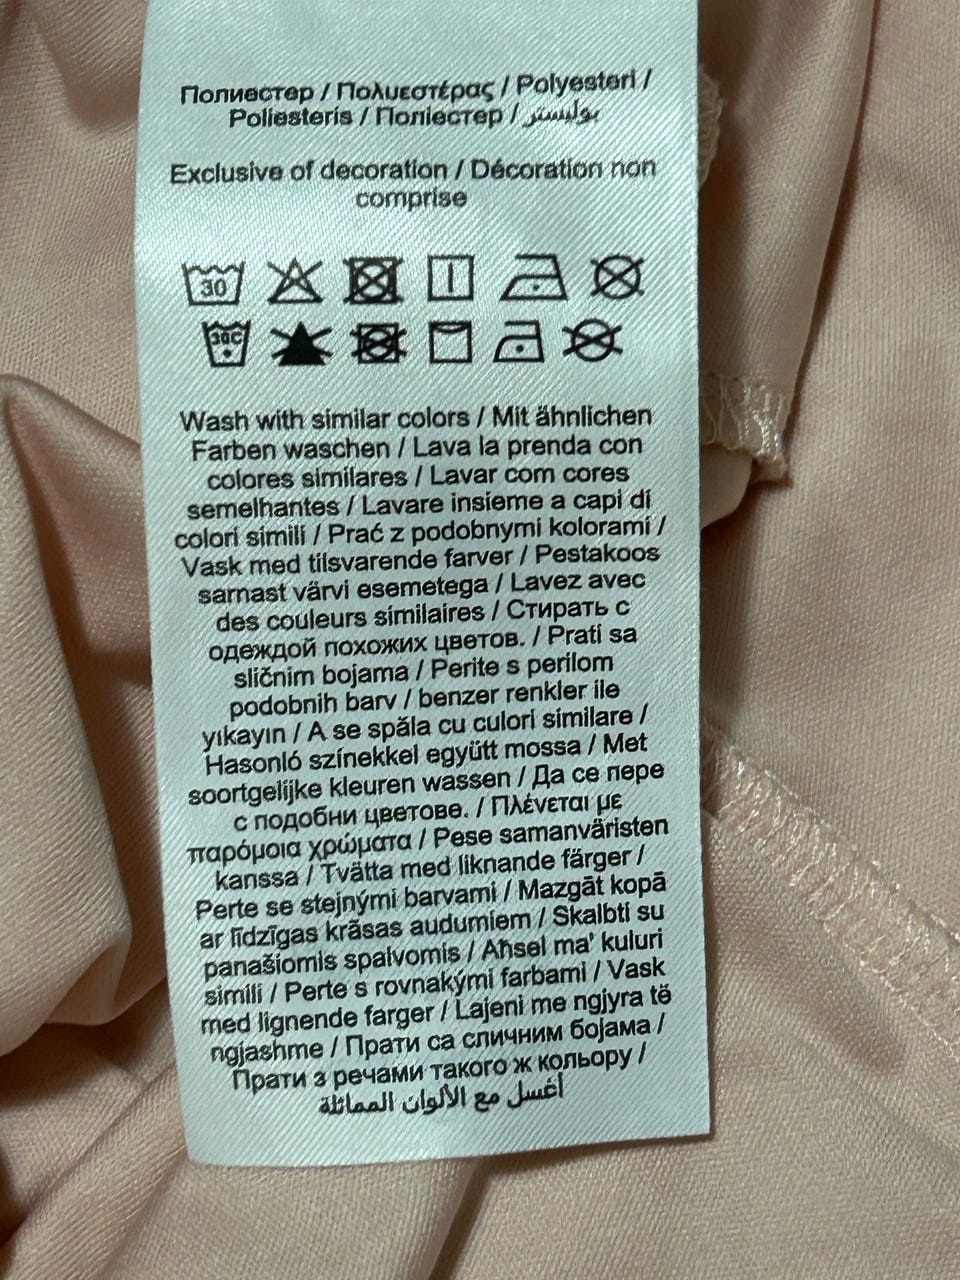 Полиестер / Πολυεστέρας / Polyesteri /
Poliesteris / Поліестер / بوليستر
Exclusive of decoration / Décoration non
comprise
30
30C
Wash with similar colors / Mit ähnlichen
Farben waschen / Lava la prenda con
colores similares / Lavar com cores
semelhantes / Lavare insieme a capi di
colori simili / Prać z podobnymi kolorami /
Vask med tilsvarende farver / Pestakoos
sarnast värvi esemetega / Lavez avec
des couleurs similaires / Стирать с
одеждой похожих цветов. / Prati sa
sličnim bojama / Perite s perilom
podobnih barv / benzer renkler ile
yıkayın / A se spăla cu culori similare /
Hasonló színekkel együtt mossa / Met
soortgelijke kleuren wassen / Да се пере
с подобни цветове. / Πλένεται με
παρόμοια χρώματα / Pese samanväristen
kanssa / Tvätta med liknande färger /
Perte se stejnými barvami / Mazgāt kopā
ar līdzīgas krāsas audumiem / Skalbti su
panašiomis spalvomis / Aħsel ma' kuluri
simili / Perte s rovnakými farbami / Vask
med lignende farger / Lajeni me ngjyra të
ngjashme / Прати са сличним бојама /
Прати з речами такого ж кольору /
أغسل مع الألوان المماثلة